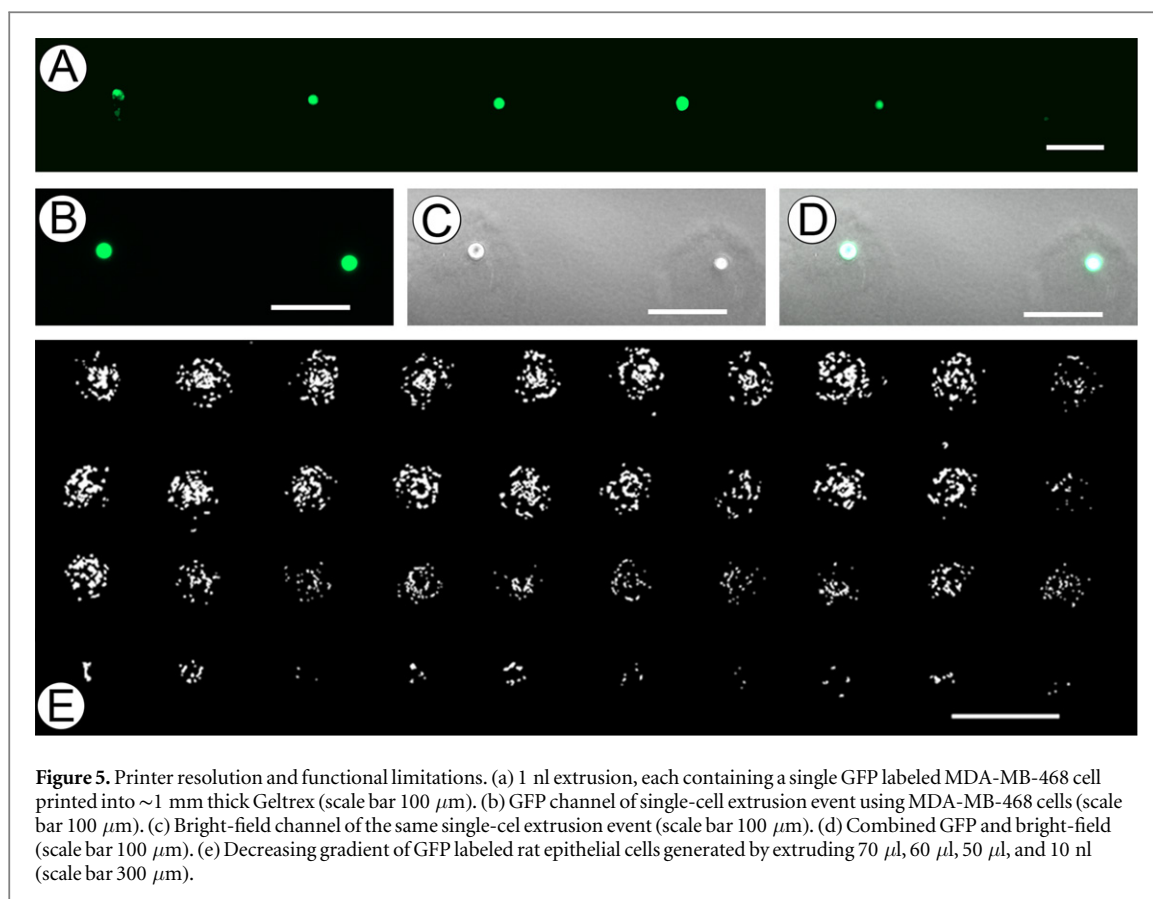 A
B
C
D
E
Figure 5. Printer resolution and functional limitations. (a) 1 nl extrusion, each containing a single GFP labeled MDA-MB-468 cell
printed into ~1 mm thick Geltrex (scale bar 100 μm). (b) GFP channel of single-cell extrusion event using MDA-MB-468 cells (scale
bar 100 μm). (c) Bright-field channel of the same single-cel extrusion event (scale bar 100 μm). (d) Combined GFP and bright-field
(scale bar 100 μm). (e) Decreasing gradient of GFP labeled rat epithelial cells generated by extruding 70 μl, 60 μl, 50 μl, and 10 nl
(scale bar 300 μm).